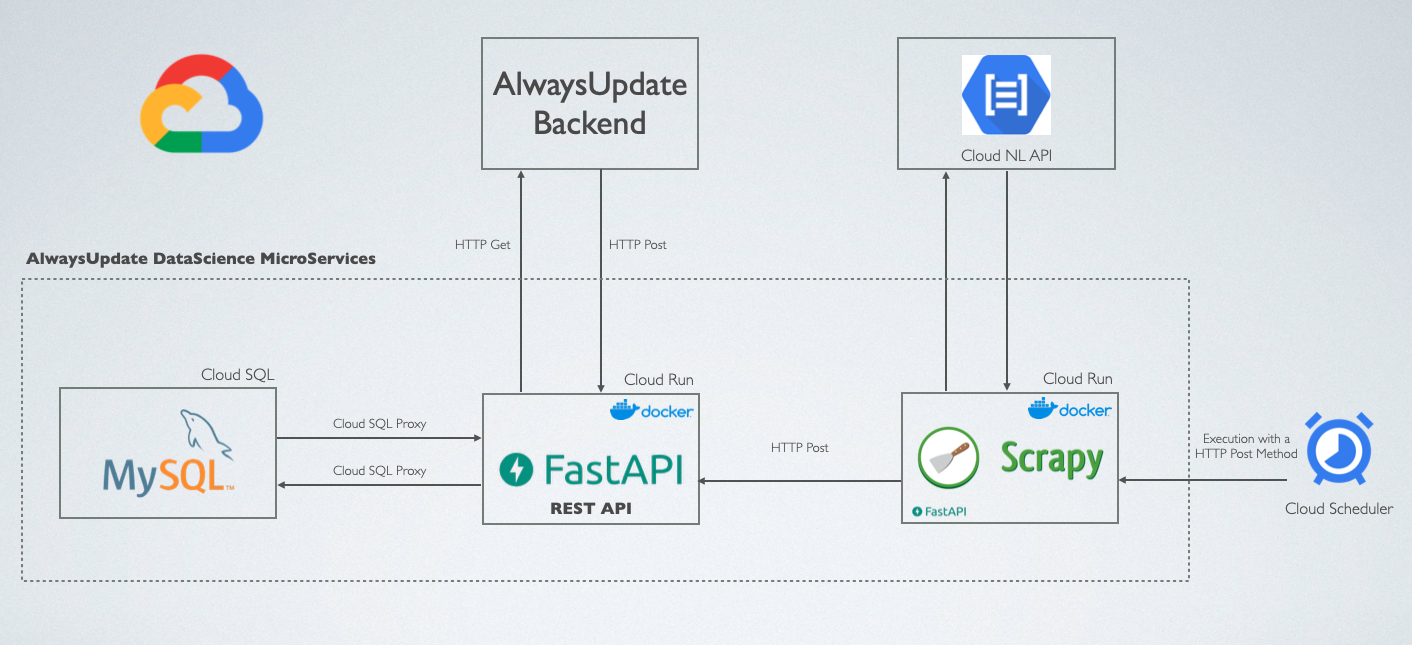 AlwaysUpdate
Backend
Cloud NL API
HTTP Get
HTTP Post
AlwaysUpdate DataScience MicroServices
Cloud SQL
MySQL™
Cloud SQL Proxy
Cloud SQL Proxy
Cloud Run
docker
FastAPI
REST API
HTTP Post
Cloud Run
docker
Scrapy
FastAPI
Execution with a
HTTP Post Method
Cloud Scheduler